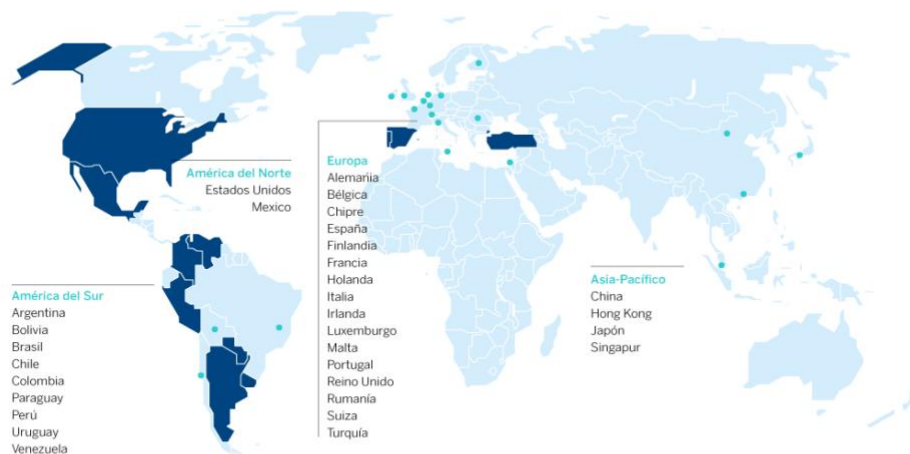 América del Norte
Estados Unidos
Mexico
América del Sur
Argentina
Bolivia
Brasil
Chile
Colombia
Paraguay
Perú
Uruguay
Venezuela
Europa
Alemania
Bélgica
Chipre
España
Finlandia
Francia
Holanda
Italia
Irlanda
Luxemburgo
Malta
Portugal
Reino Unido
Rumanía
Suiza
Turquía
Asia-Pacífico
China
Hong Kong
Japón
Singapur